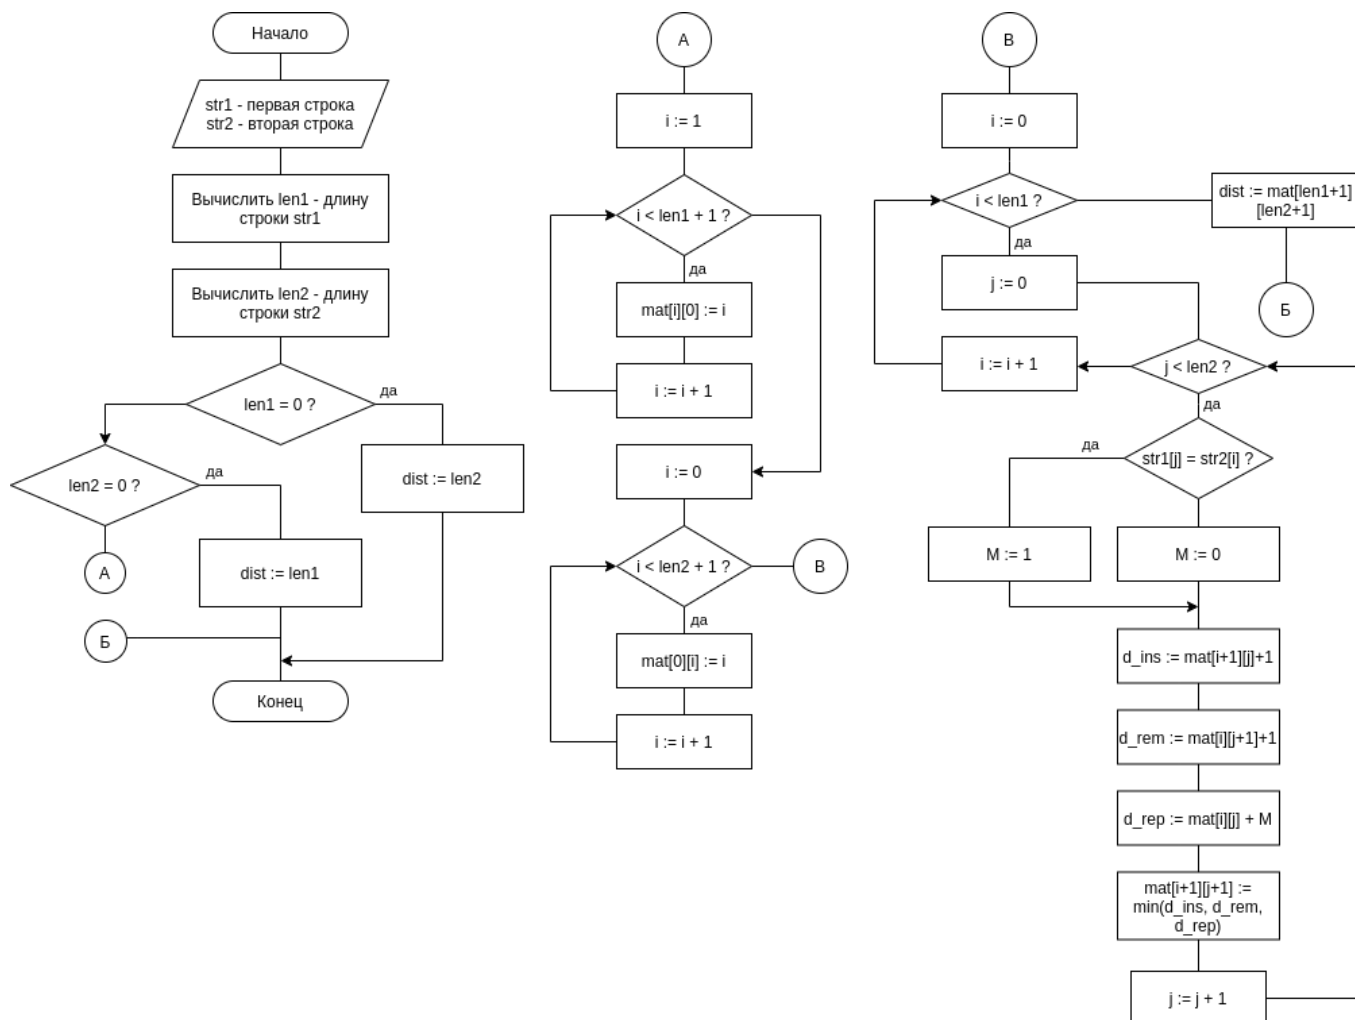 Начало
str1 - первая строка
str2 - вторая строка
Вычислить len1 - длину
строки str1
Вычислить len2 - длину
строки str2
len1 = 0 ?
да
len2 = 0 ?
да
dist := len2
А
dist := len1
Б
Конец
А
i := 1
i < len1 + 1 ?
да
mat[i][0] := i
i := i + 1
i := 0
i < len2 + 1 ?
В
да
mat[0][i] := i
i := i + 1
В
i := 0
i < len1 ?
dist := mat[len1+1]
[len2+1]
да
j := 0
Б
i := i + 1
j < len2 ?
да
str1[j] = str2[i] ?
да
M := 1
M := 0
d_ins := mat[i+1][j]+1
d_rem := mat[i][j+1]+1
d_rep := mat[i][j] + M
mat[i+1][j+1] :=
min(d_ins, d_rem,
d_rep)
j := j + 1